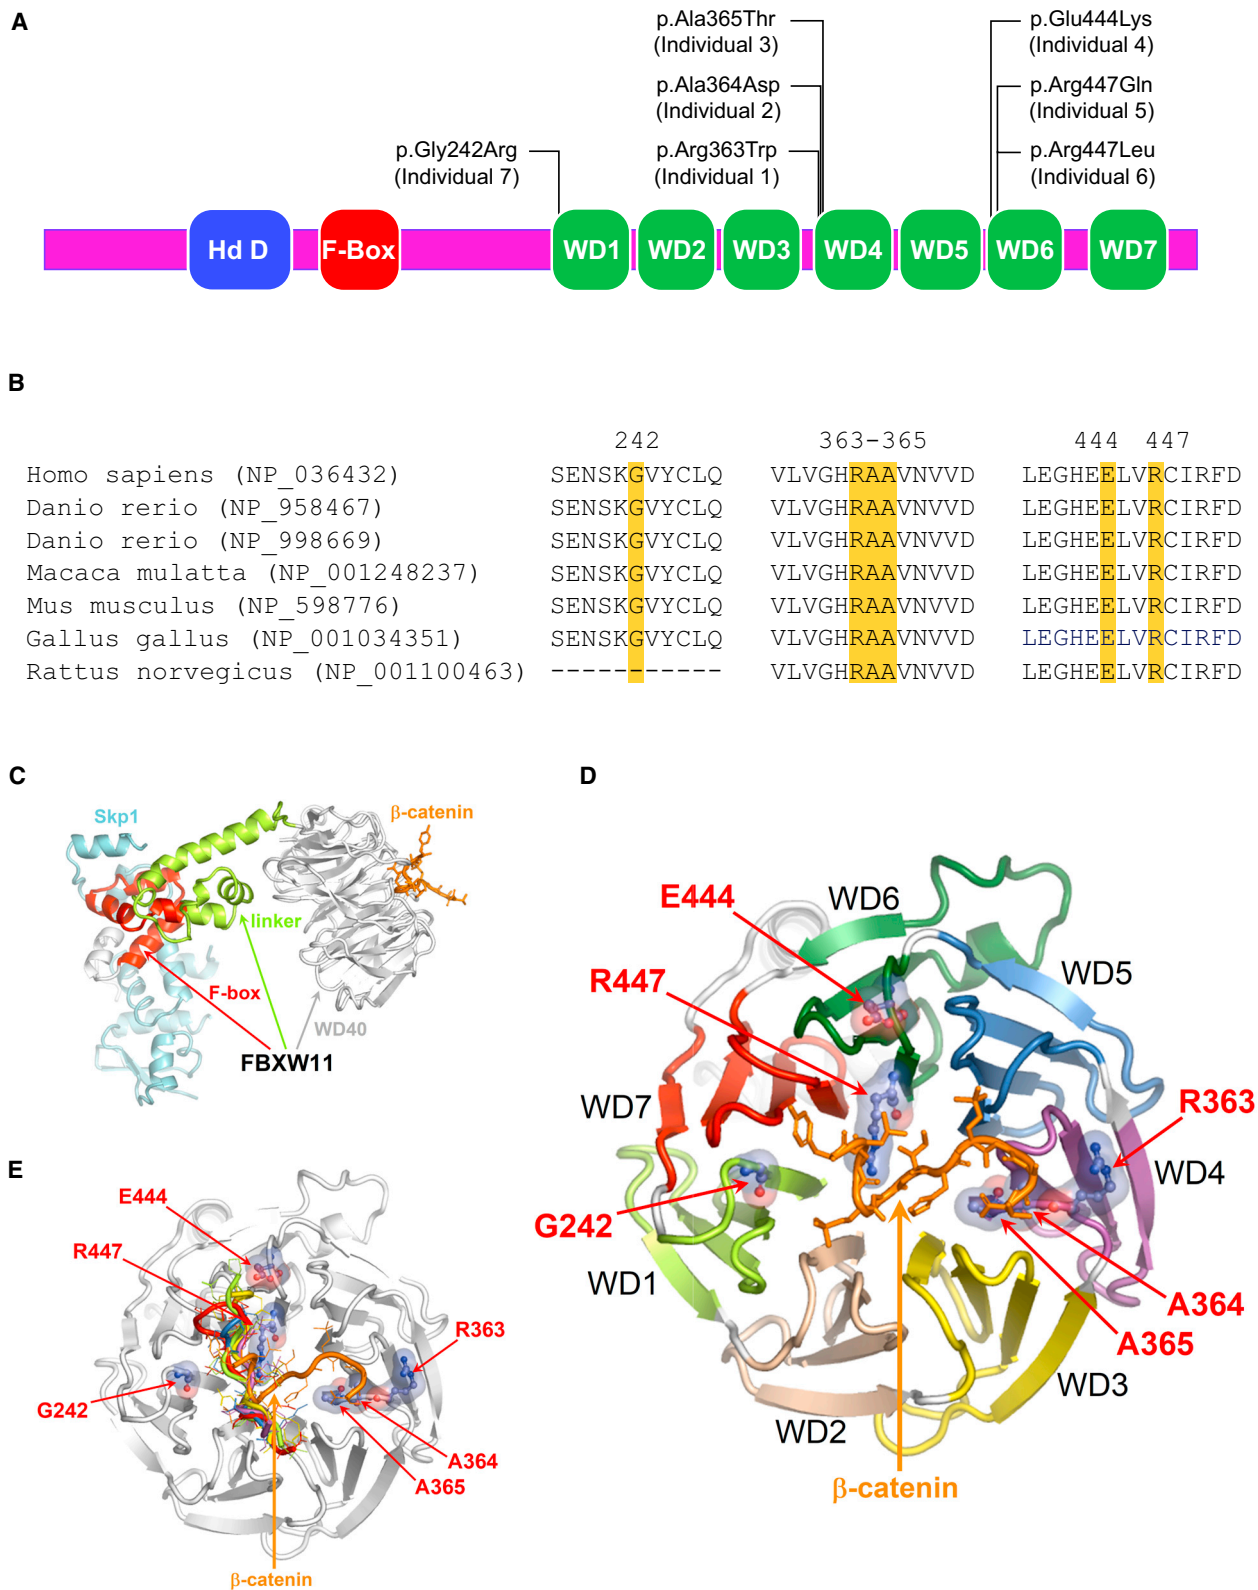 A
p.Ala365Thr
(Individual 3)
p.Glu444Lys
(Individual 4)
p.Ala364Asp
(Individual 2)
p.Arg447Gln
(Individual 5)
p.Gly242Arg
(Individual 7)
p.Arg363Trp
(Individual 1)
p.Arg447Leu
(Individual 6)
Hd D F-Box WD1 WD2 WD3 WD4 WD5 WD6 WD7
B
242 363-365 444 447
Homo sapiens (NP_036432) SENSKGVYCLQ VLVGHRAAVNVVD LEGHEELVRCIRFD
Danio rerio (NP_958467) SENSKGVYCLQ VLVGHRAAVNVVD LEGHEELVRCIRFD
Danio rerio (NP_998669) SENSKGVYCLQ VLVGHRAAVNVVD LEGHEELVRCIRFD
Macaca mulatta (NP_001248237) SENSKGVYCLQ VLVGHRAAVNVVD LEGHEELVRCIRFD
Mus musculus (NP_598776) SENSKGVYCLQ VLVGHRAAVNVVD LEGHEELVRCIRFD
Gallus gallus (NP_001034351) SENSKGVYCLQ VLVGHRAAVNVVD LEGHEELVRCIRFD
Rattus norvegicus (NP_001100463) ----------- VLVGHRAAVNVVD LEGHEELVRCIRFD
C
Skp1
β-catenin
linker
F-box
WD40
FBXW11
D
E444
WD6
R447
WD5
WD7
R363
WD4
G242
WD1
A364
A365
WD3
WD2
β-catenin
E
E444
R447
R363
G242
A364
A365
β-catenin